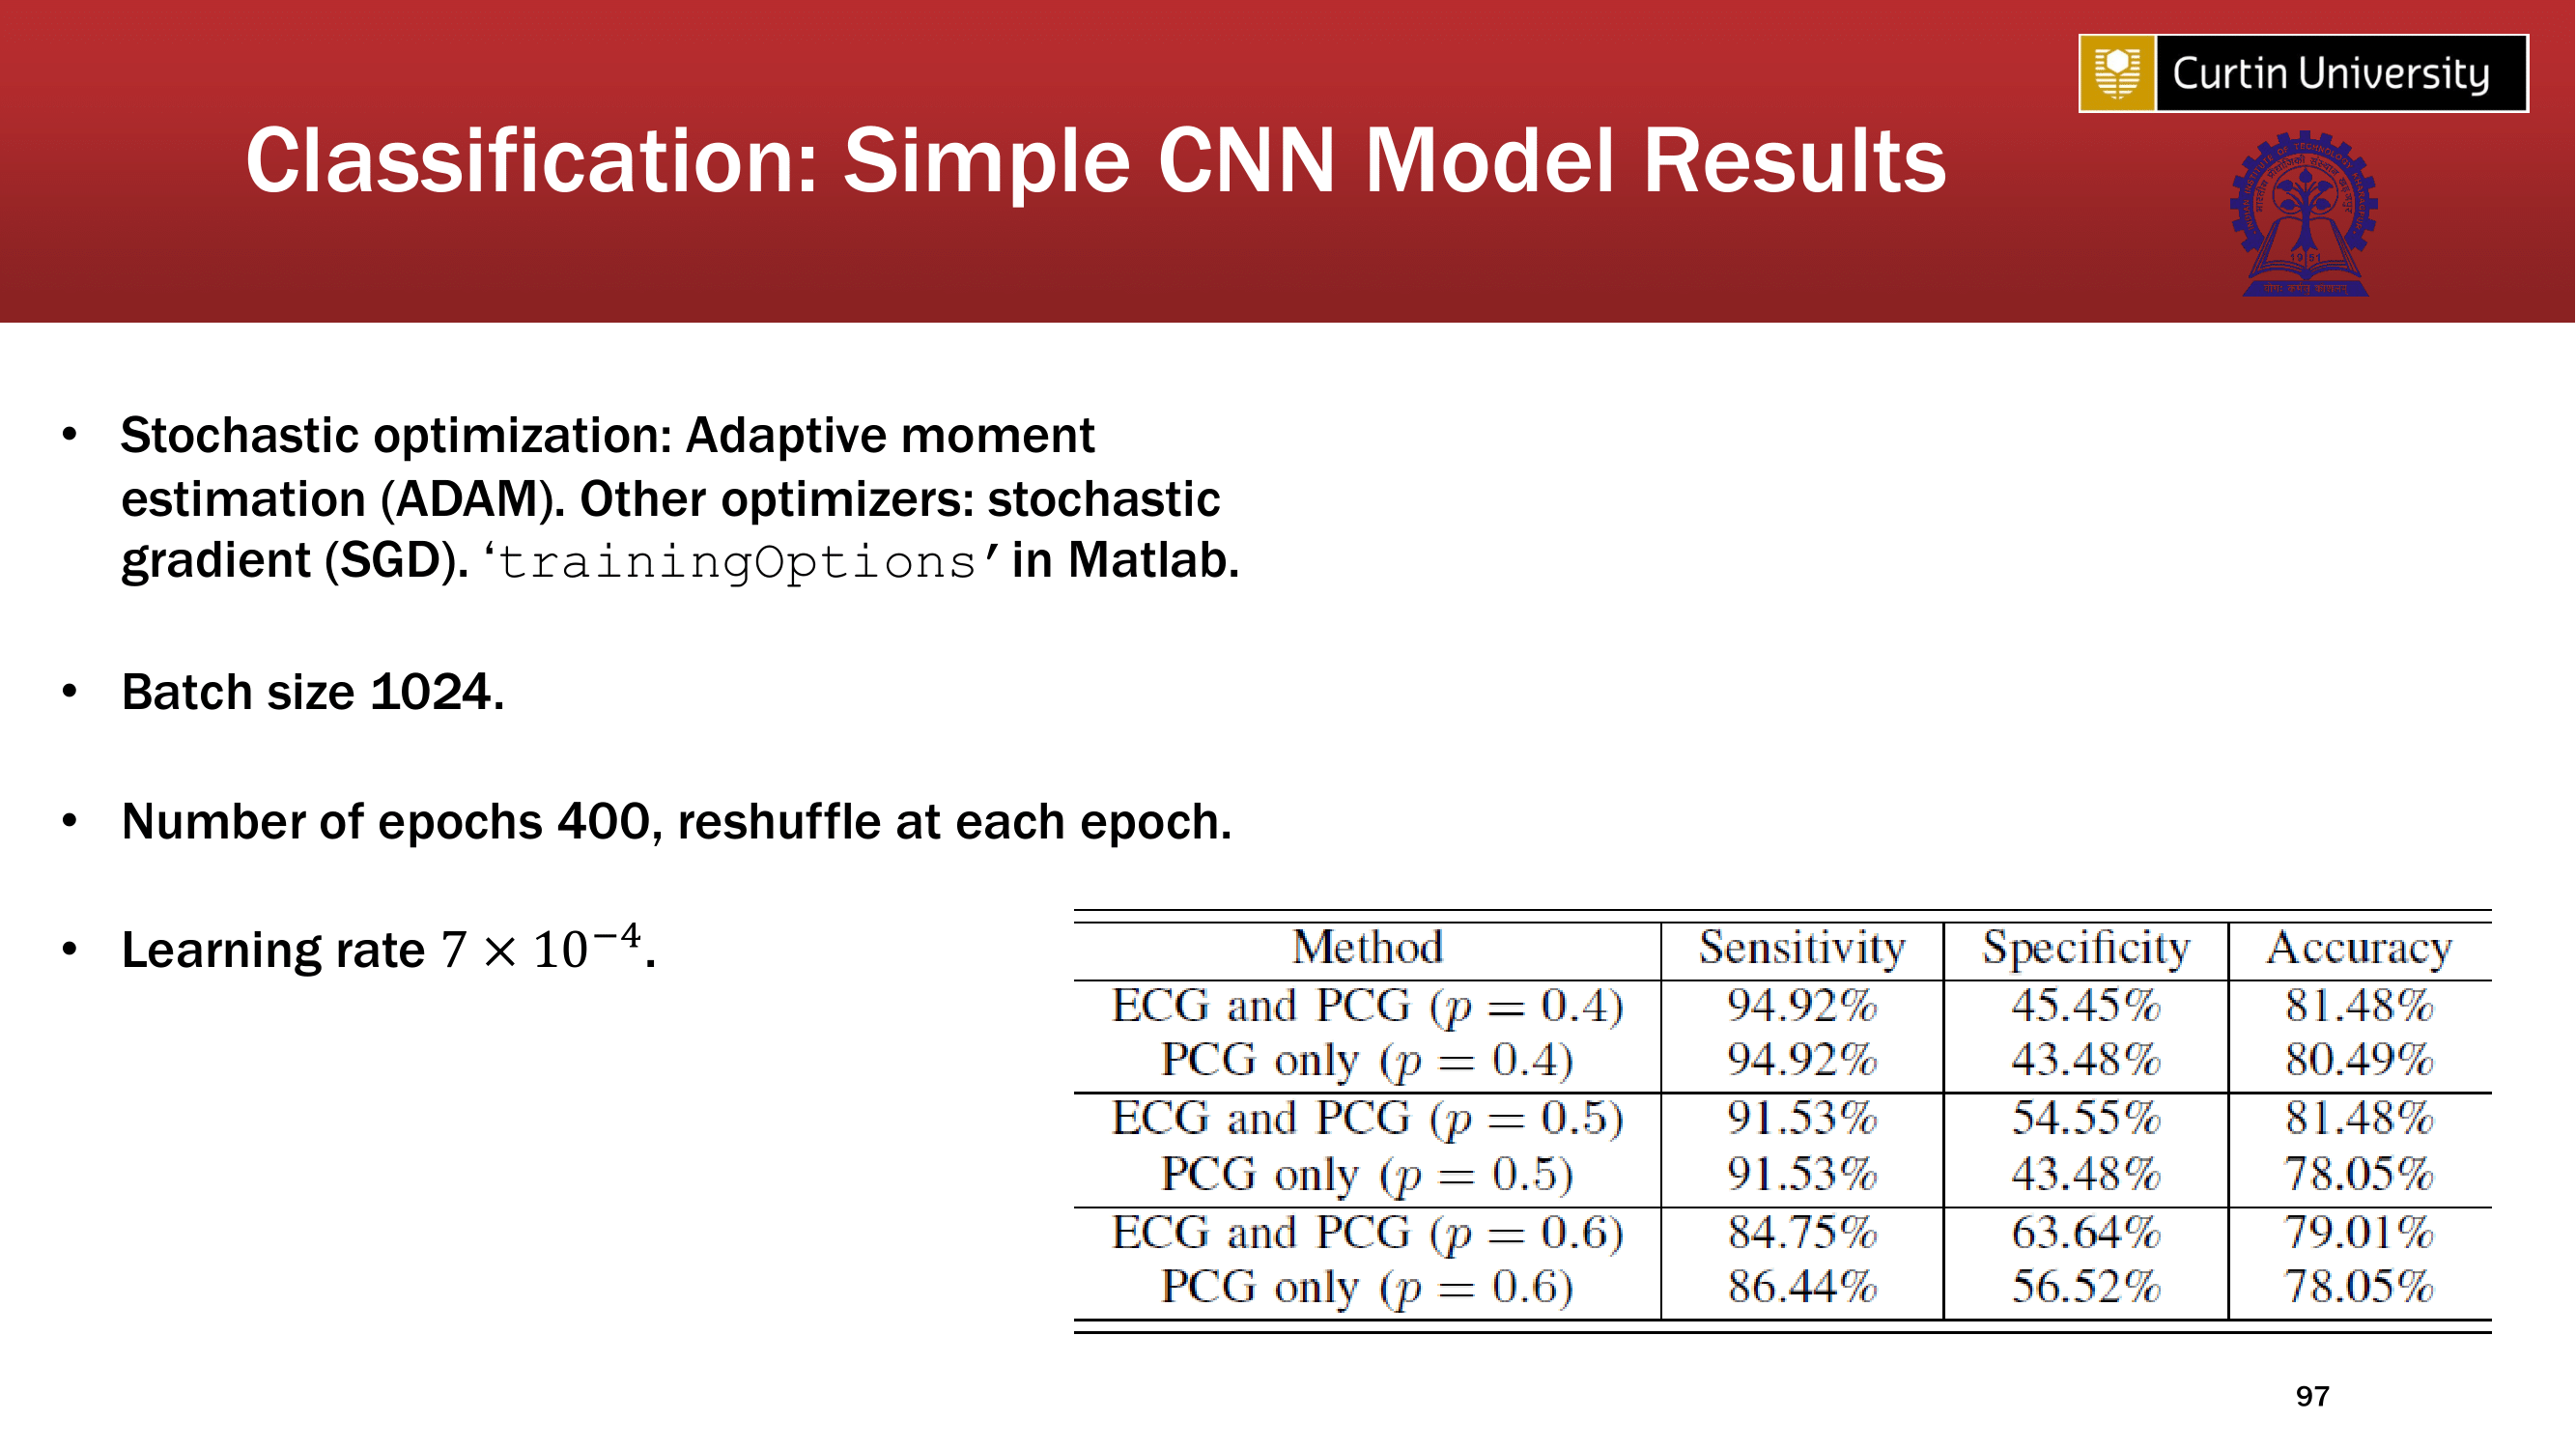 Curtin University
Classification: Simple CNN Model Results
1951
• Stochastic optimization: Adaptive moment
estimation (ADAM). Other optimizers: stochastic
gradient (SGD). ‘trainingOptions’ in Matlab.
• Batch size 1024.
• Number of epochs 400, reshuffle at each epoch.
• Learning rate 7 × 10⁻⁴.
Method Sensitivity Specificity Accuracy
ECG and PCG (p = 0.4) 94.92% 45.45% 81.48%
PCG only (p = 0.4) 94.92% 43.48% 80.49%
ECG and PCG (p = 0.5) 91.53% 54.55% 81.48%
PCG only (p = 0.5) 91.53% 43.48% 78.05%
ECG and PCG (p = 0.6) 84.75% 63.64% 79.01%
PCG only (p = 0.6) 86.44% 56.52% 78.05%
97